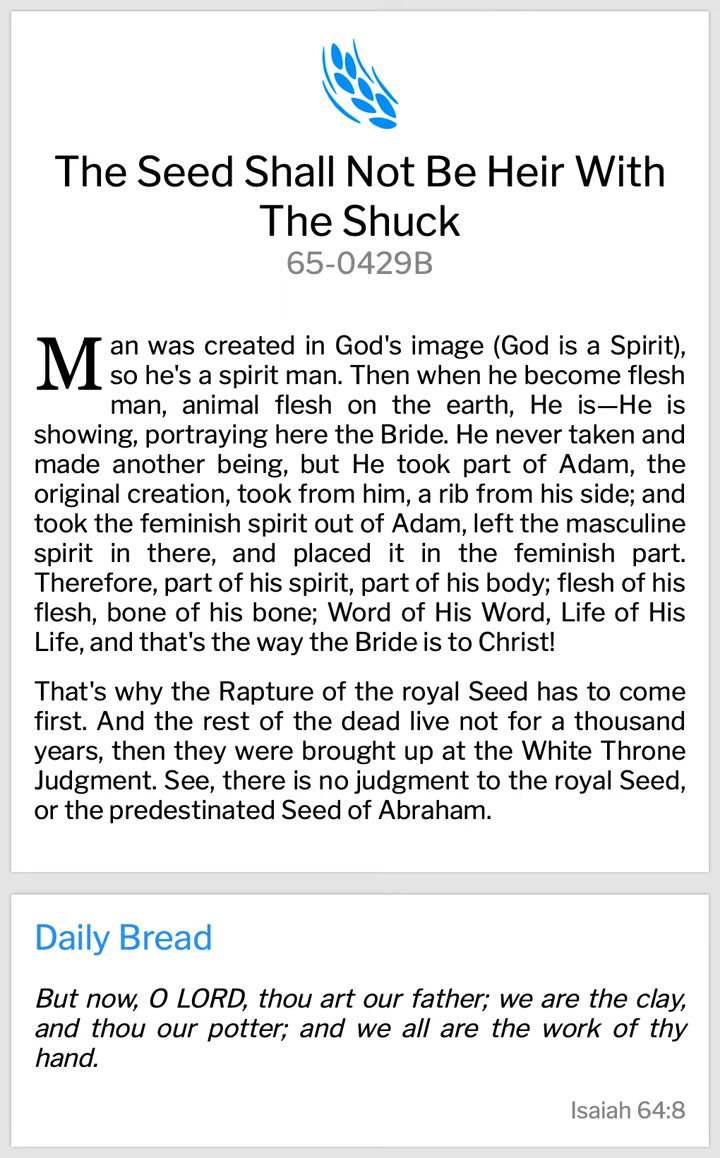 The Seed Shall Not Be Heir With
The Shuck
65-0429B
Man was created in God's image (God is a Spirit),
so he's a spirit man. Then when he become flesh
man, animal flesh on the earth, He is—He is
showing, portraying here the Bride. He never taken and
made another being, but He took part of Adam, the
original creation, took from him, a rib from his side; and
took the feminish spirit out of Adam, left the masculine
spirit in there, and placed it in the feminish part.
Therefore, part of his spirit, part of his body; flesh of his
flesh, bone of his bone; Word of His Word, Life of His
Life, and that's the way the Bride is to Christ!
That's why the Rapture of the royal Seed has to come
first. And the rest of the dead live not for a thousand
years, then they were brought up at the White Throne
Judgment. See, there is no judgment to the royal Seed,
or the predestinated Seed of Abraham.
Daily Bread
But now, O LORD, thou art our father; we are the clay,
and thou our potter; and we all are the work of thy
hand.
Isaiah 64:8